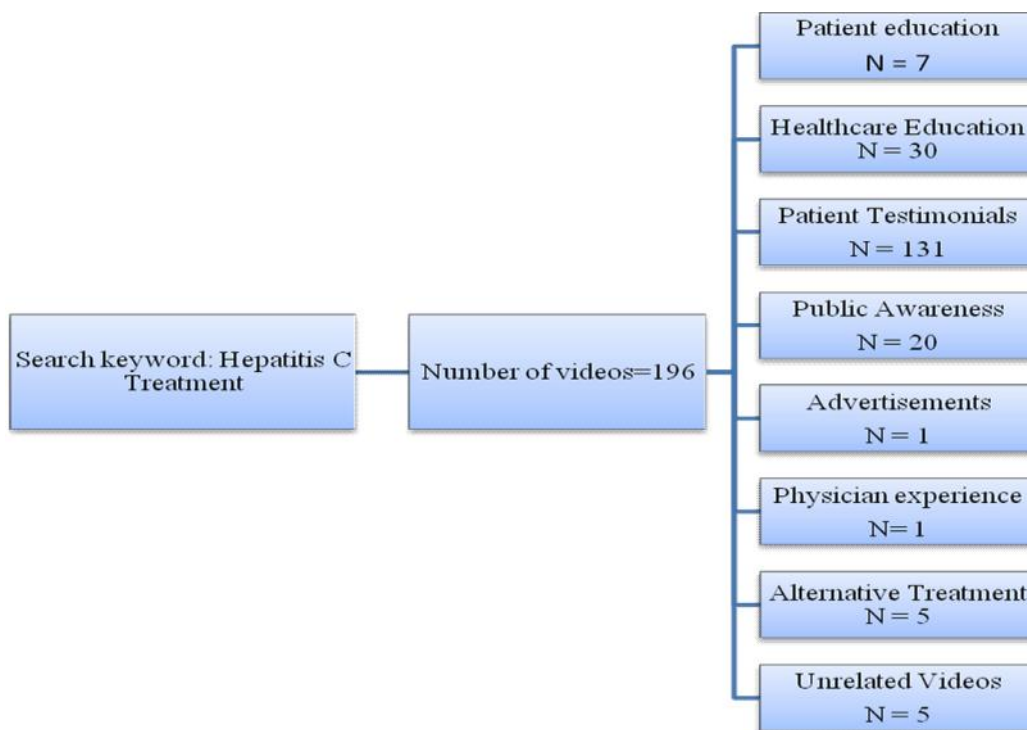 Search keyword: Hepatitis C
Treatment
Number of videos=196
Patient education
N = 7
Healthcare Education
N = 30
Patient Testimonials
N = 131
Public Awareness
N = 20
Advertisements
N = 1
Physician experience
N= 1
Alternative Treatment
N = 5
Unrelated Videos
N = 5